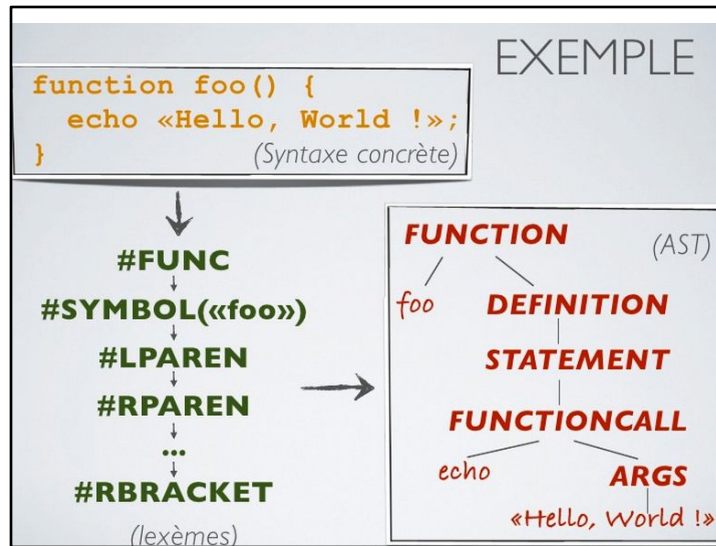 EXEMPLE
function foo() {
echo «Hello, World !»;
}
(Syntaxe concrète)
#FUNC
#SYMBOL(«foo»)
#LPAREN
#RPAREN
...
#RBRACKET
(lexèmes)
FUNCTION
(AST)
foo
DEFINITION
STATEMENT
FUNCTIONCALL
echo
ARGS
«Hello, World !»